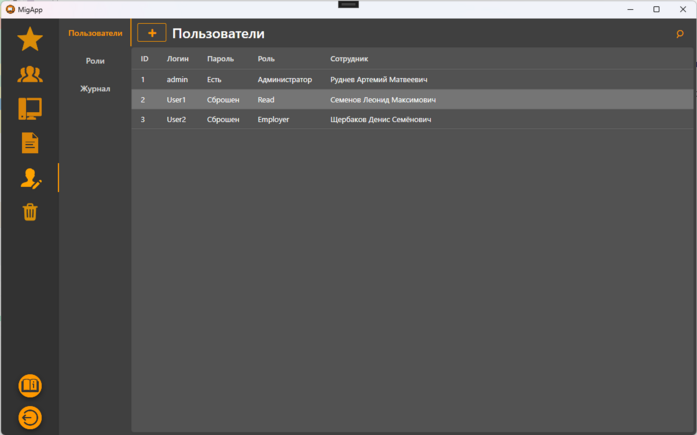 MigApp
Пользователи
Роли
Журнал
+ Пользователи
ID Логин Пароль Роль Сотрудник
1 admin Есть Администратор Руднев Артемий Матвеевич
2 User1 Сброшен Read Семенов Леонид Максимович
3 User2 Сброшен Employer Щербаков Денис Семёнович